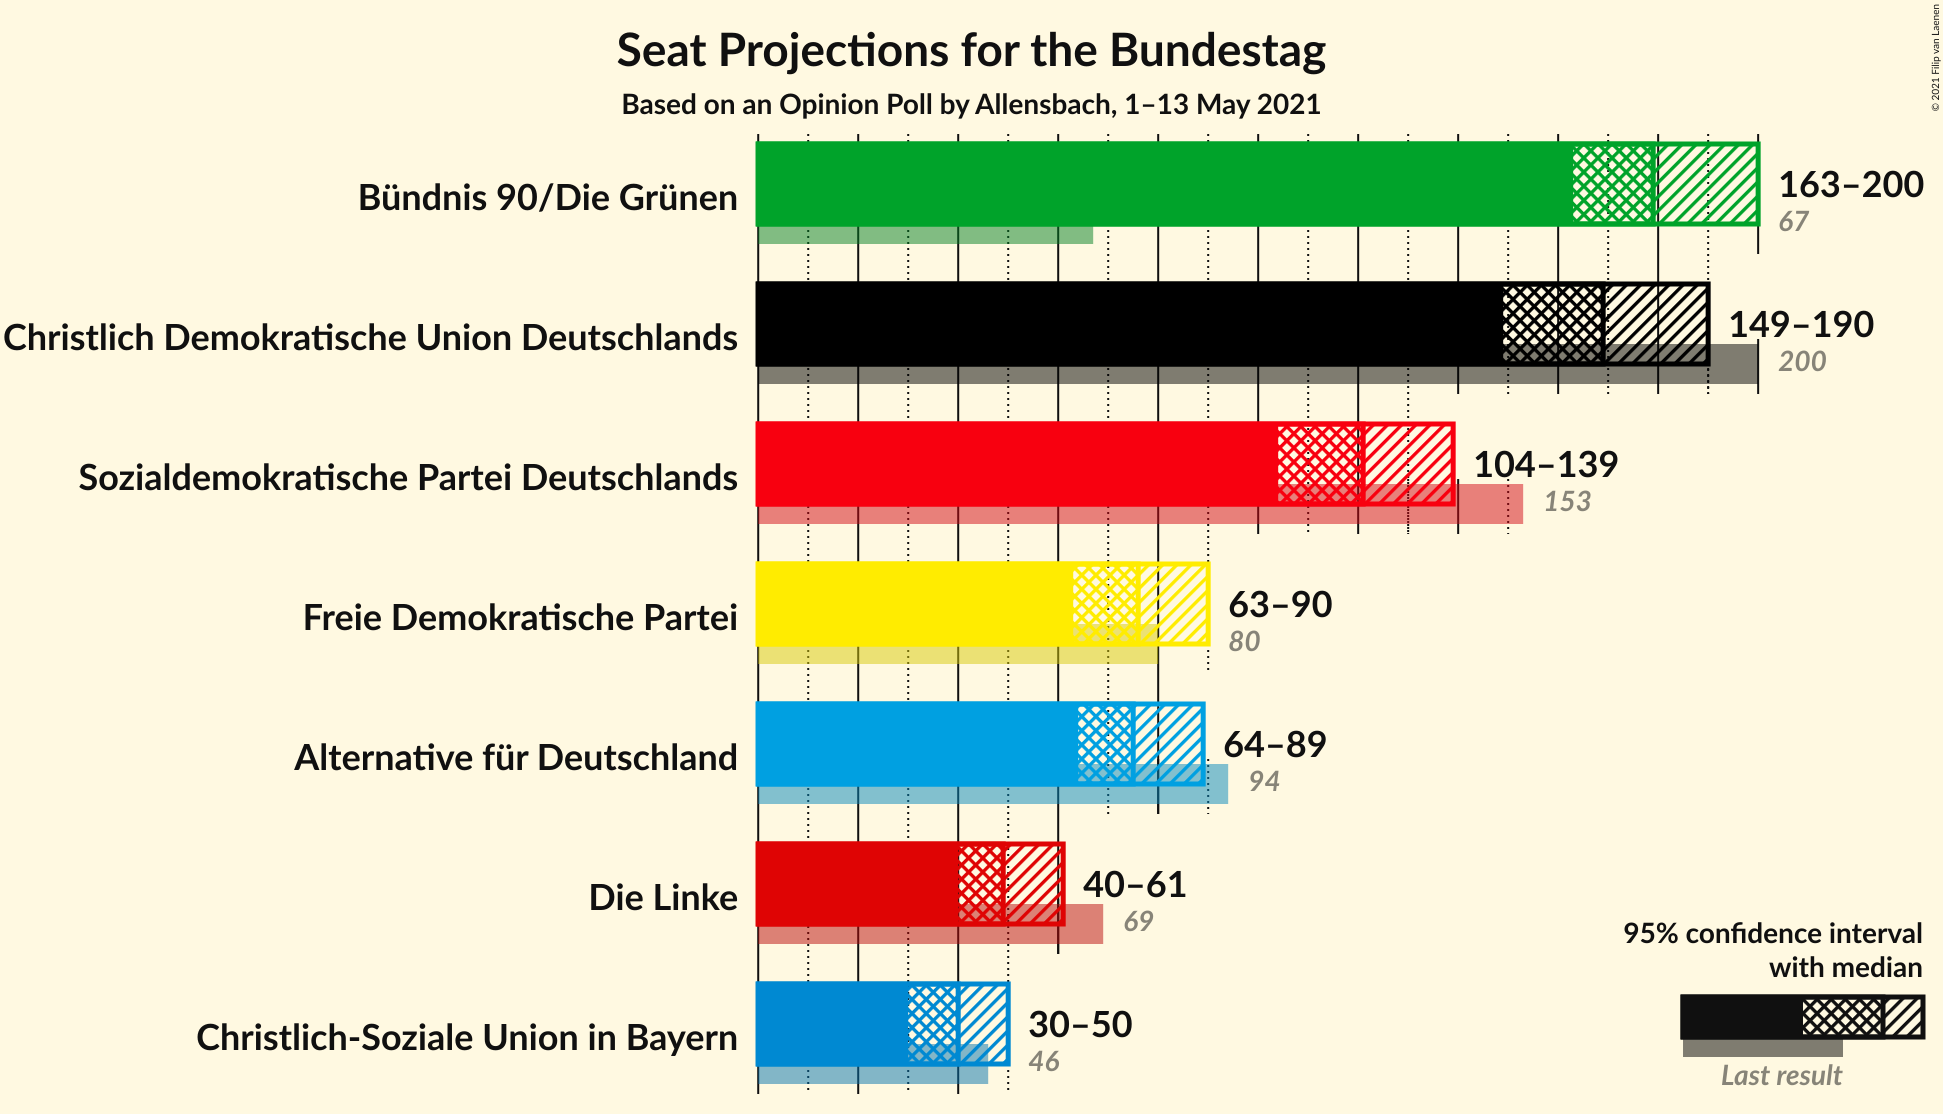 Seat Projections for the Bundestag
Based on an Opinion Poll by Allensbach, 1–13 May 2021
© 2021 Filip van Laenen
Bündnis 90/Die Grünen
163–200
67
Christlich Demokratische Union Deutschlands
149–190
200
Sozialdemokratische Partei Deutschlands
104–139
153
Freie Demokratische Partei
63–90
80
Alternative für Deutschland
64–89
94
Die Linke
40–61
69
Christlich-Soziale Union in Bayern
30–50
46
95% confidence interval
with median
Last result